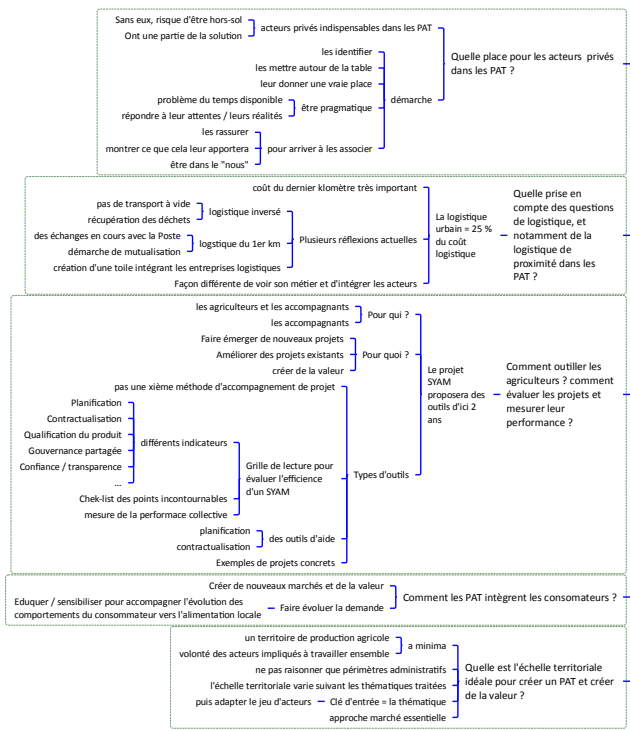 Sans eux, risque d'être hors-sol
Ont une partie de la solution
acteurs privés indispensables dans les PAT
les identifier
les mettre autour de la table
leur donner une vraie place
problème du temps disponible
répondre à leur attentes / leurs réalités
être pragmatique
les rassurer
montrer ce que cela leur apportera
être dans le "nous"
pour arriver à les associer
démarche
Quelle place pour les acteurs privés
dans les PAT ?
coût du dernier klomètre très important
pas de transport à vide
récupération des déchets
logistique inversé
des échanges en cours avec la Poste
démarche de mutualisation
logstique du 1er km
création d'une toile intégrant les entreprises logistiques
Plusieurs réflexions actuelles
Façon différente de voir son métier et d'intégrer les acteurs
La logistique
urbain = 25 %
du coût
logistique
Quelle prise en
compte des questions
de logistique, et
notamment de la
logistique de
proximité dans les
PAT ?
les agriculteurs et les accompagnants
les accompagnants
Pour qui ?
Faire émerger de nouveaux projets
Améliorer des projets existants
créer de la valeur
Pour quoi ?
pas une xième méthode d'accompagnement de projet
Planification
Contractualisation
Qualification du produit
Gouvernance partagée
Confiance / transparence
...
différents indicateurs
Chek-list des points incontournables
mesure de la performace collective
Grille de lecture pour
évaluer l'efficience
d'un SYAM
planification
contractualisation
des outils d'aide
Exemples de projets concrets
Types d'outils
Le projet
SYAM
proposera des
outils d'ici 2
ans
Comment outiller les
agriculteurs ? comment
évaluer les projets et
mesurer leur
performance ?
Créer de nouveaux marchés et de la valeur
Eduquer / sensibiliser pour accompagner l'évolution des
comportements du consommateur vers l'alimentation locale
Faire évoluer la demande
Comment les PAT intègrent les consomateurs ?
un territoire de production agricole
volonté des acteurs impliqués à travailler ensemble
a minima
ne pas raisonner que périmètres administratifs
l'échelle territoriale varie suivant les thématiques traitées
puis adapter le jeu d'acteurs
Clé d'entrée = la thématique
approche marché essentielle
Quelle est l'échelle territoriale
idéale pour créer un PAT et créer
de la valeur ?